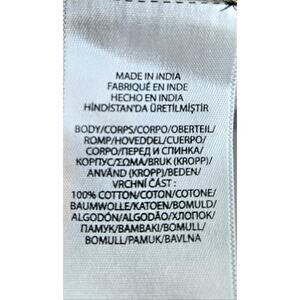 MADE IN INDIA
FABRIQUÉ EN INDE
HECHO EN INDIA
HİNDİSTAN'DA ÜRETİLMİŞTİR
BODY/CORPS/CORPO/OBERTEIL/
ROMP/HOVEDDEL/CUERPO/
CORPO/ПЕРЕД И СПИНКА/
КОРПУС/ΣΩΜΑ/BRUK (KROPP)/
ANVÄND (KROPP)/BEDEN/
VRCHNÍ ČÁST :
100% COTTON/COTON/COTONE/
BAUMWOLLE/KATOEN/BOMULD/
ALGODÓN/ALGODÃO/ХЛОПОК/
ПАМУК/ΒΑΜΒΑΚΙ/BOMULL/
BOMULL/PAMUK/BAVLNA